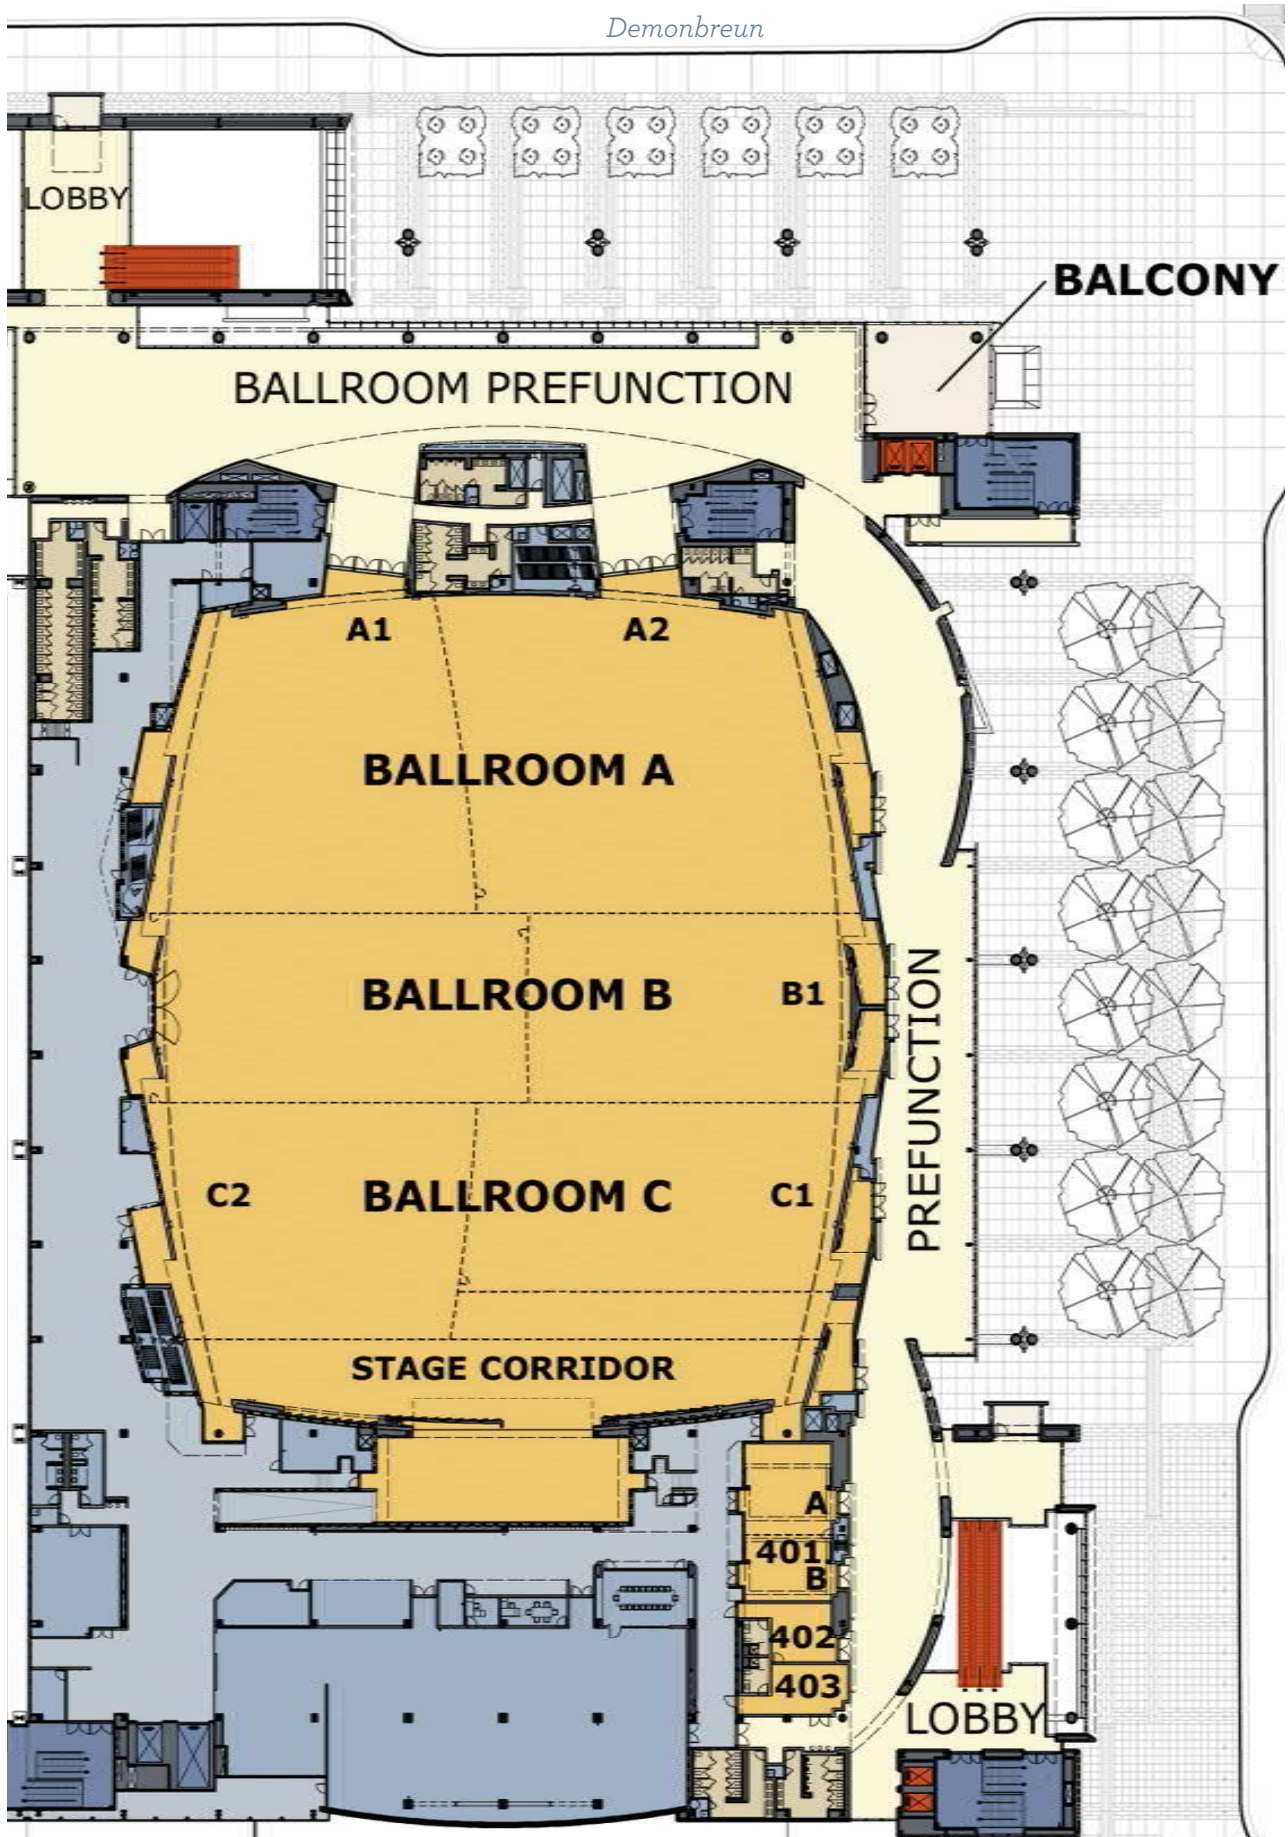 Demonbreun
LOBBY
BALCONY
BALLROOM PREFUNCTION
A1
A2
BALLROOM A
BALLROOM B
B1
PREFUNCTION
C2
BALLROOM C
C1
STAGE CORRIDOR
A
401
B
402
403
LOBBY